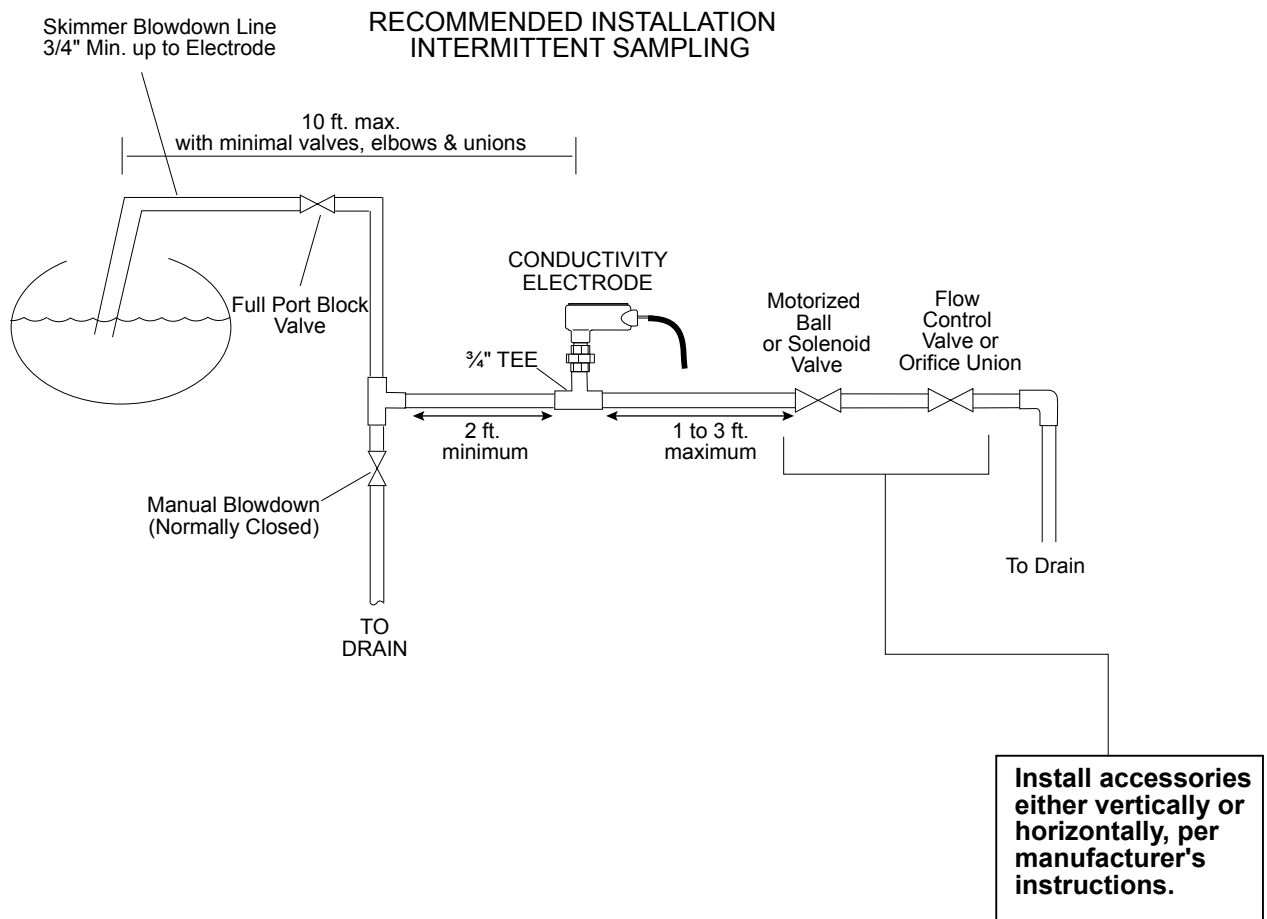 Skimmer Blowdown Line
3/4" Min. up to Electrode
RECOMMENDED INSTALLATION
INTERMITTENT SAMPLING
10 ft. max.
with minimal valves, elbows & unions
Full Port Block
Valve
CONDUCTIVITY
ELECTRODE
¾" TEE
Motorized
Ball
or Solenoid
Valve
Flow
Control
Valve or
Orifice Union
2 ft.
minimum
1 to 3 ft.
maximum
Manual Blowdown
(Normally Closed)
To Drain
TO
DRAIN
Install accessories
either vertically or
horizontally, per
manufacturer's
instructions.